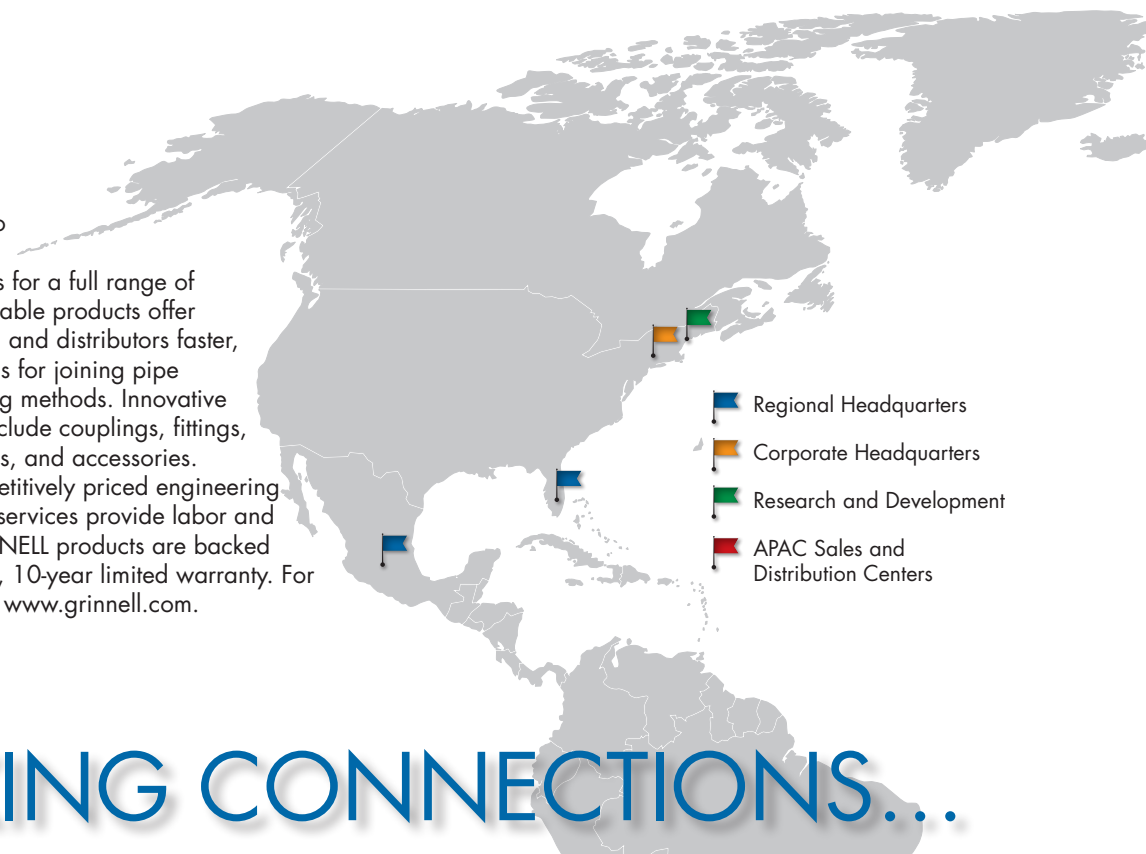 s for a full range of
able products offer
and distributors faster,
s for joining pipe
g methods. Innovative
clude couplings, fittings,
s, and accessories.
etitively priced engineering
services provide labor and
NELL products are backed
, 10-year limited warranty. For
www.grinnell.com.
Regional Headquarters
Corporate Headquarters
Research and Development
APAC Sales and
Distribution Centers
ING CONNECTIONS…